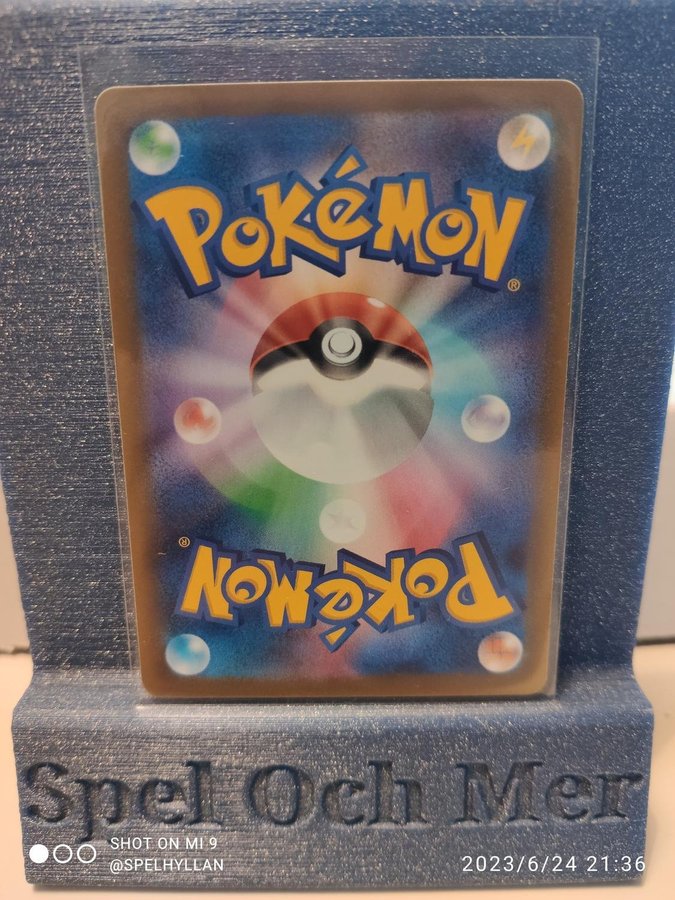 POKéMON®
POKéMON®
Spel Och Mer
SHOT ON MI 9
@SPELHYLLAN
2023/6/24 21:36